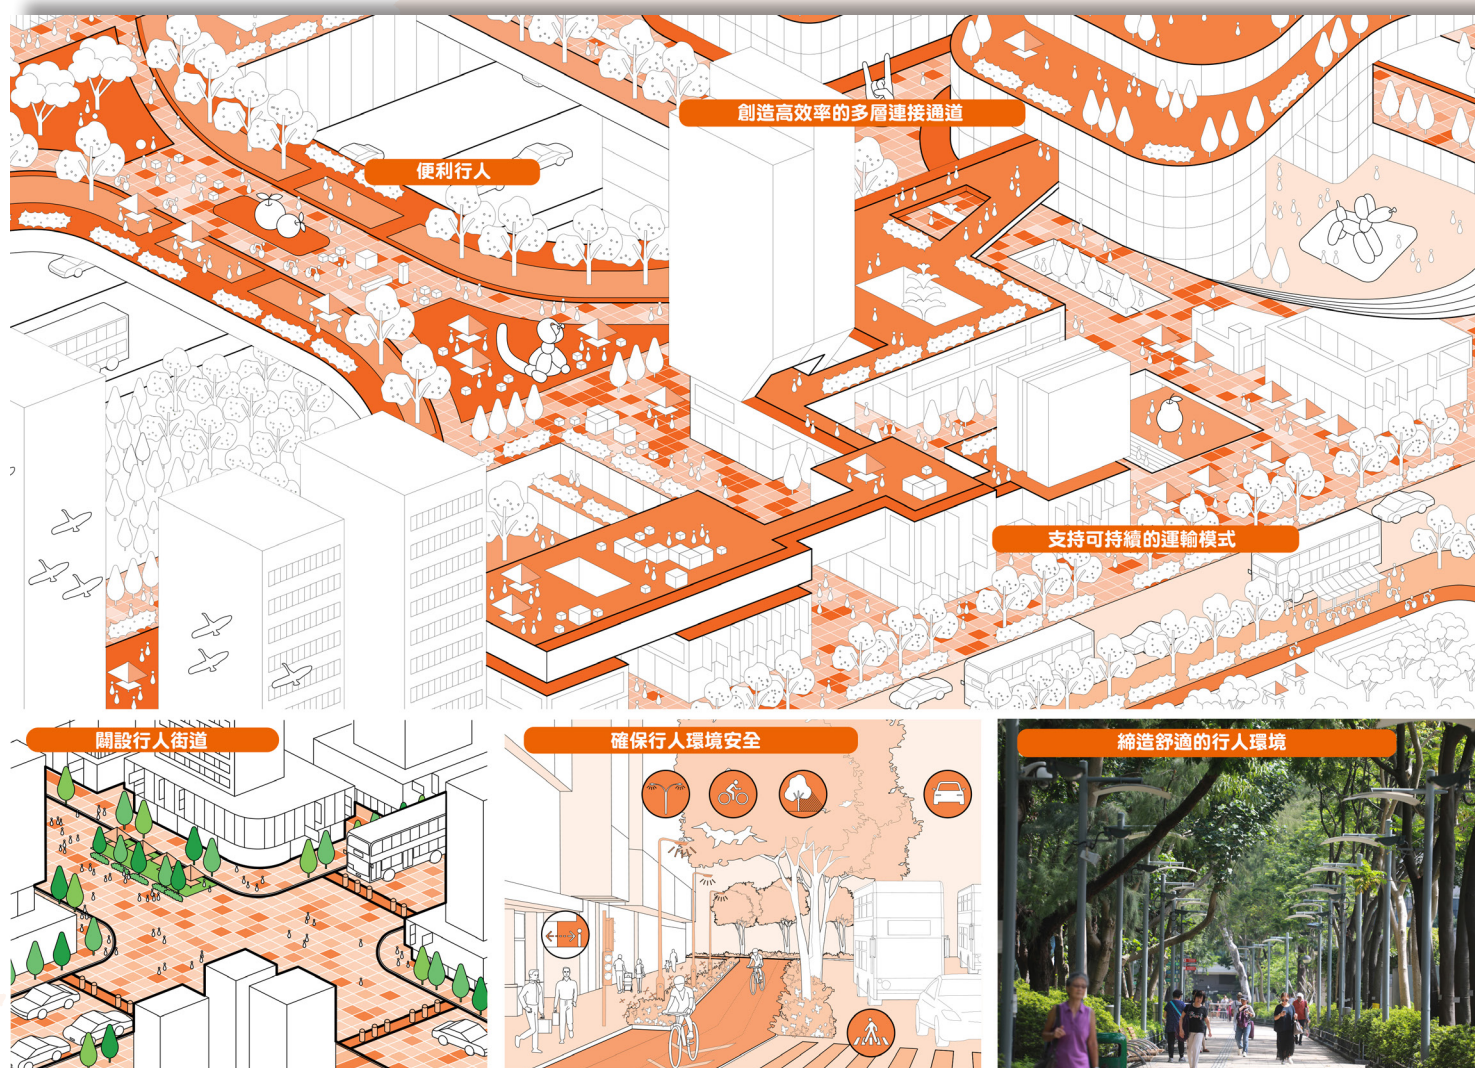 創造高效率的多層連接通道
便利行人
支持可持續的運輸模式
關設行人街道
確保行人環境安全
締造舒適的行人環境